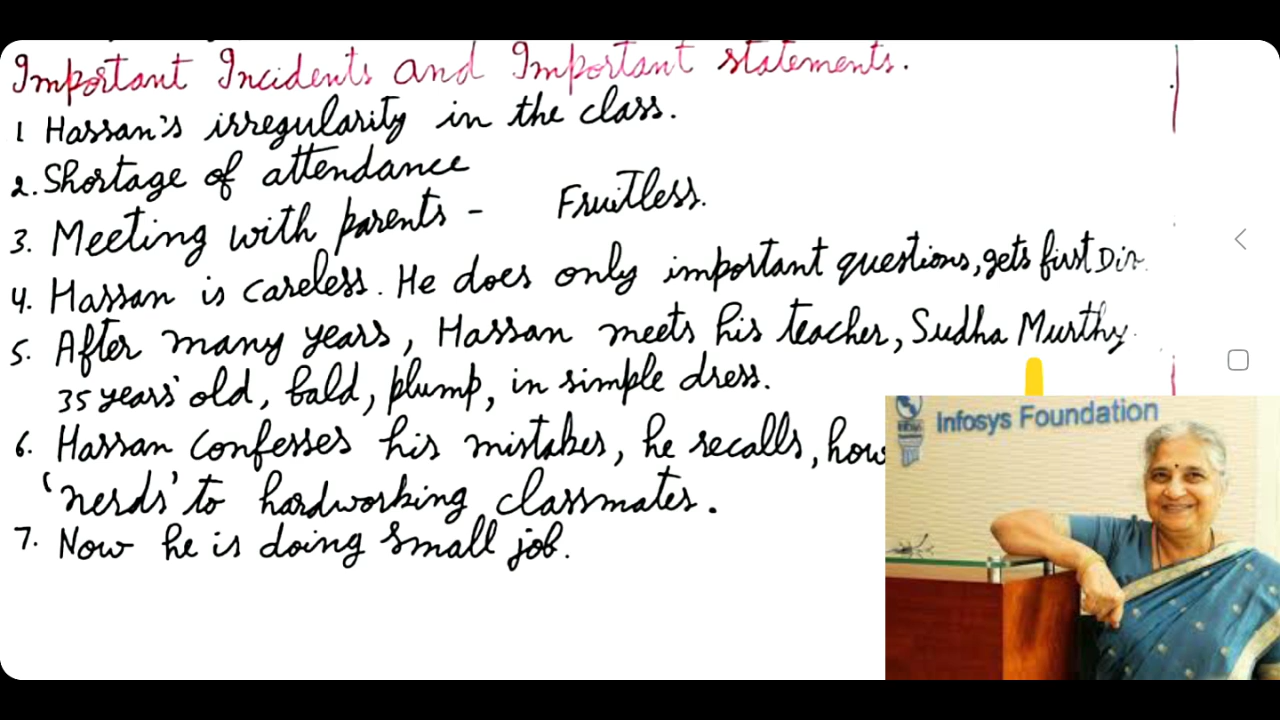 Important Incidents and Important statements.
1 Hassan's irregularity in the class.
2. Shortage of attendance
3. Meeting with parents - Fruitless.
4. Hassan is careless. He does only important questions, gets first Div
5. After many years, Hassan meets his teacher, Sudha Murthy.
35 years' old, bald, plump, in simple dress.
6. Hassan confesses his mistakes, he recalls, how
'nerds' to hardworking classmates.
7. Now he is doing small job.
Infosys Foundation